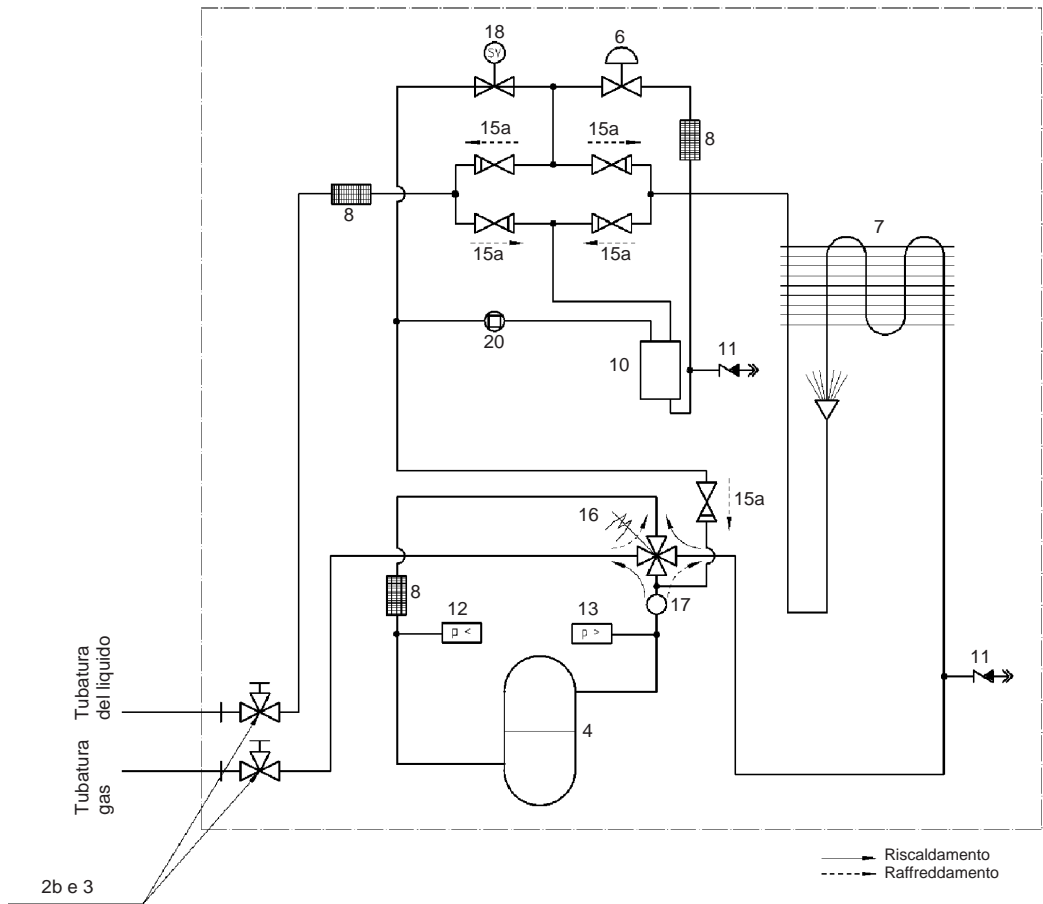 18
6
SV
15a
15a
8
8
15a
15a
7
20
10
11
15a
16
8
17
12
13
p <
p >
11
Tubatura
del liquido
4
Tubatura
gas
Riscaldamento
Raffreddamento
2b e 3